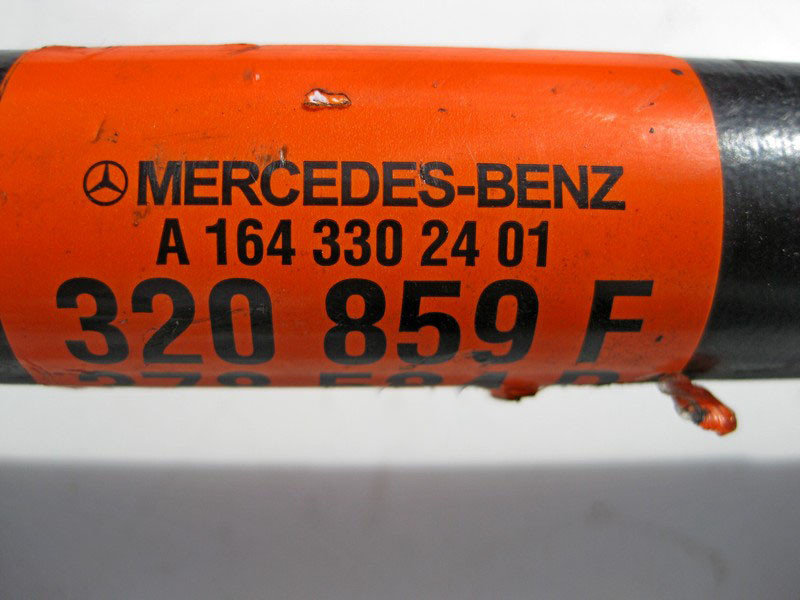 MERCEDES-BENZ
A 164 330 24 01
320 859 F